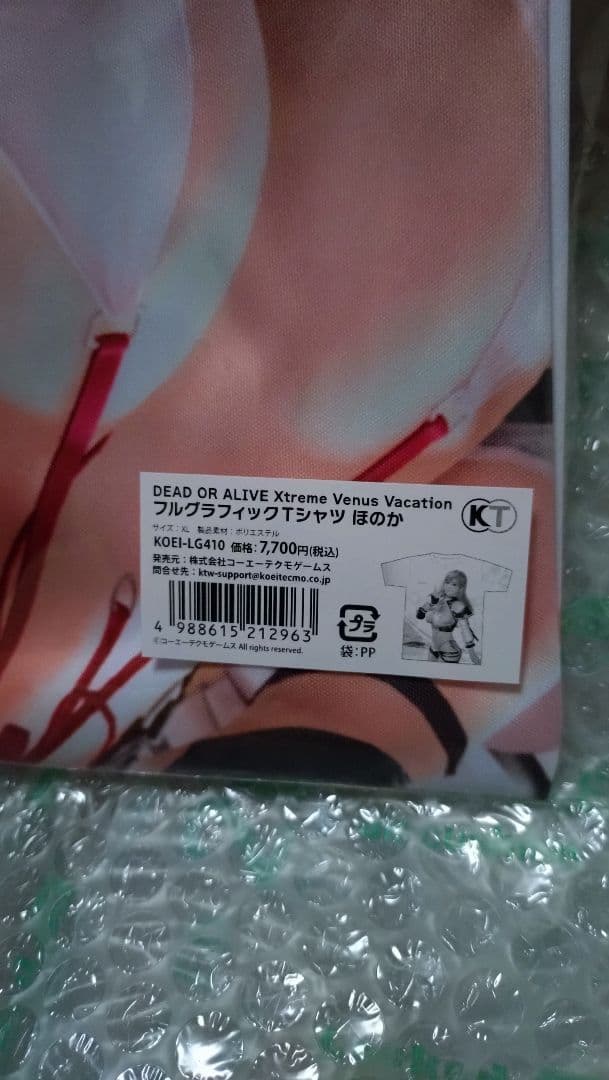 DEAD OR ALIVE Xtreme Venus Vacation
フルグラフィックTシャツ ほのか
KT
サイズ：XL 製品素材：ポリエステル
KOEI-LG410 価格：7,700円(税込)
発売元：株式会社コーエーテクモゲームス
問合せ先：ktw-support@koeitecmo.co.jp
4 988615 212963
プラ
袋：PP
©コーエーテクモゲームス All rights reserved.